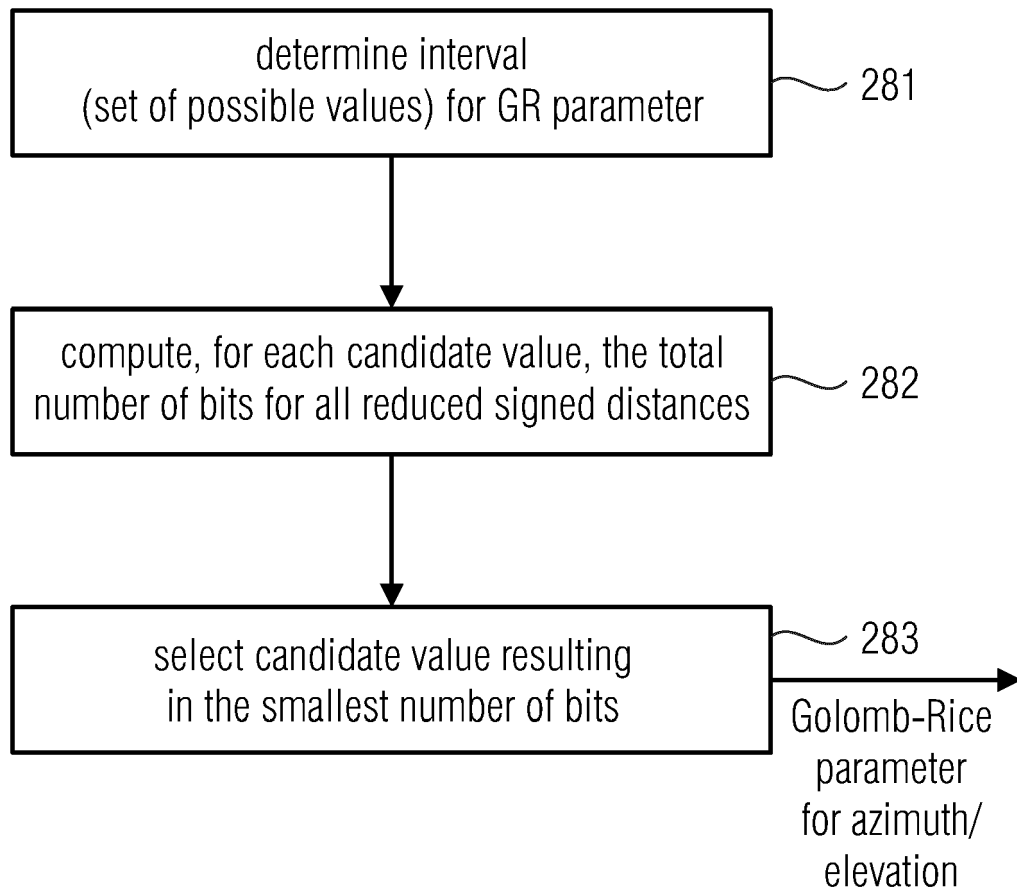 determine interval
(set of possible values) for GR parameter
281
compute, for each candidate value, the total
number of bits for all reduced signed distances
282
select candidate value resulting
in the smallest number of bits
283
Golomb-Rice
parameter
for azimuth/
elevation